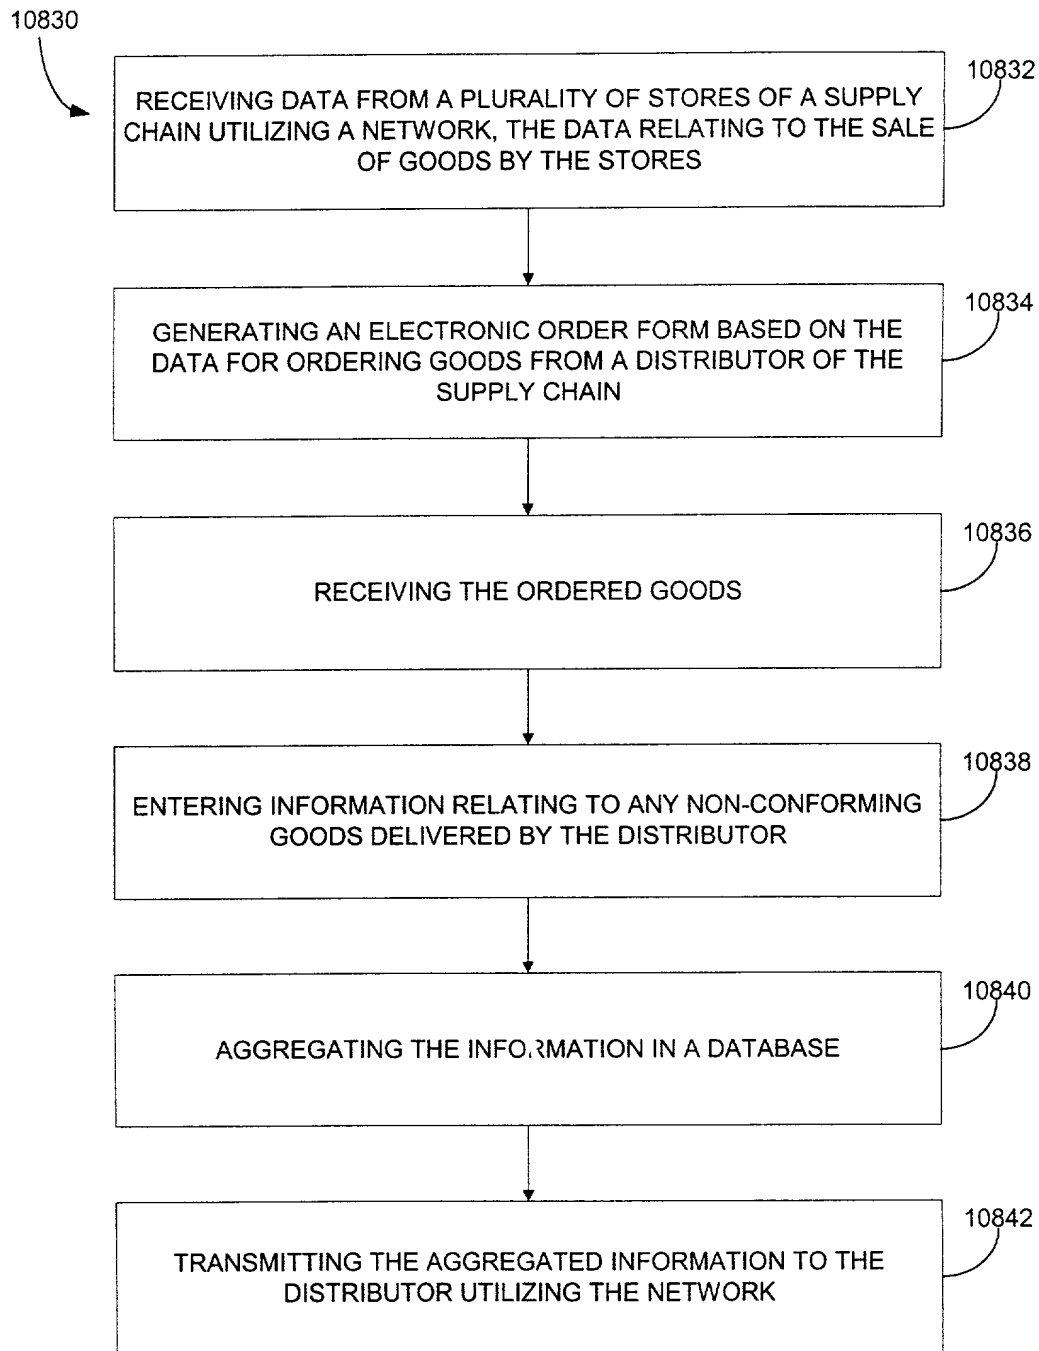 10830
10832
RECEIVING DATA FROM A PLURALITY OF STORES OF A SUPPLY
CHAIN UTILIZING A NETWORK, THE DATA RELATING TO THE SALE
OF GOODS BY THE STORES
10834
GENERATING AN ELECTRONIC ORDER FORM BASED ON THE
DATA FOR ORDERING GOODS FROM A DISTRIBUTOR OF THE
SUPPLY CHAIN
10836
RECEIVING THE ORDERED GOODS
10838
ENTERING INFORMATION RELATING TO ANY NON-CONFORMING
GOODS DELIVERED BY THE DISTRIBUTOR
10840
AGGREGATING THE INFORMATION IN A DATABASE
10842
TRANSMITTING THE AGGREGATED INFORMATION TO THE
DISTRIBUTOR UTILIZING THE NETWORK